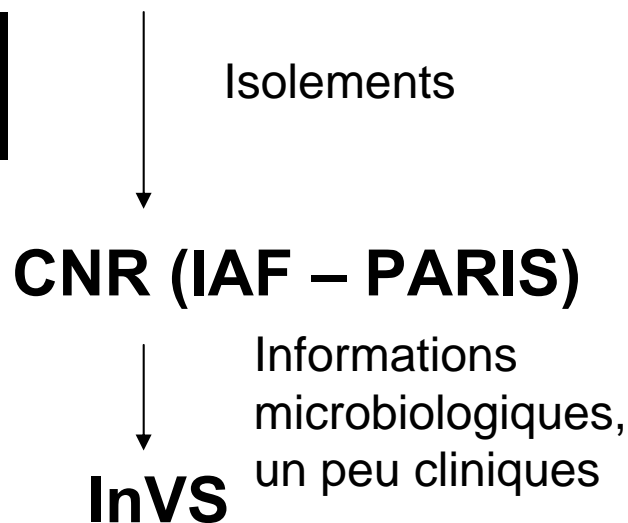 Isolements
CNR (IAF – PARIS)
Informations
microbiologiques,
un peu cliniques
InVS